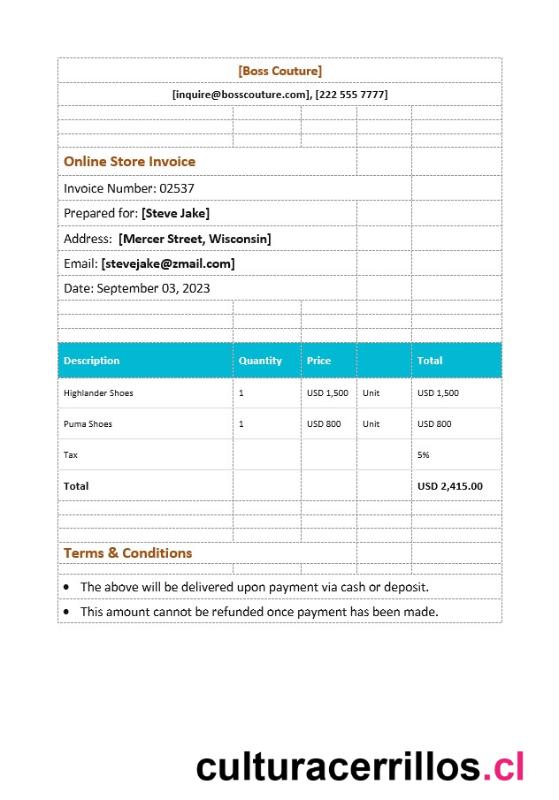 [Boss Couture]
[inquire@bosscouture.com], [222 555 7777]
Online Store Invoice
Invoice Number: 02537
Prepared for: [Steve Jake]
Address: [Mercer Street, Wisconsin]
Email: [stevejake@zmail.com]
Date: September 03, 2023
Description Quantity Price Total
Highlander Shoes 1 USD 1,500 Unit USD 1,500
Puma Shoes 1 USD 800 Unit USD 800
Tax 5%
Total USD 2,415.00
Terms & Conditions
• The above will be delivered upon payment via cash or deposit.
• This amount cannot be refunded once payment has been made.
culturacerrillos.cl